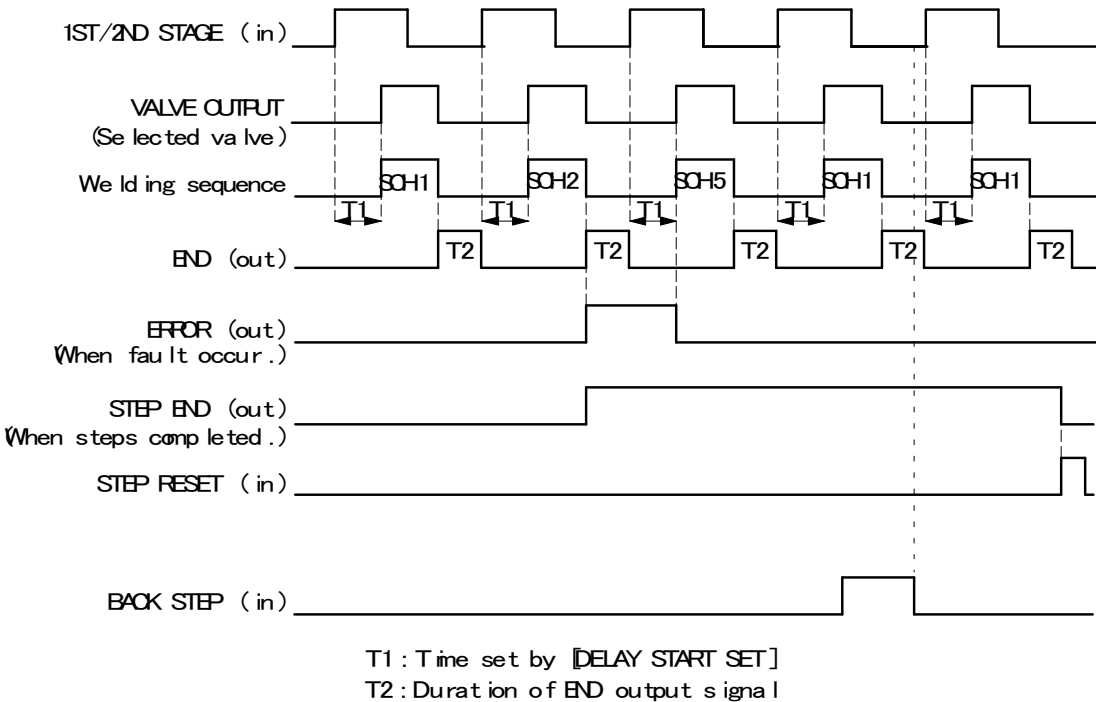 1ST/2ND STAGE (in)
VALVE OUTPUT
(Selected valve)
Welding sequence
SCH1
SCH2
SCH5
SCH1
SCH1
T1
T1
T1
T1
T1
END (out)
T2
T2
T2
T2
T2
ERROR (out)
(When fault occur.)
STEP END (out)
(When steps completed.)
STEP RESET (in)
BACK STEP (in)
T1: Time set by [DELAY START SET]
T2: Duration of END output signal